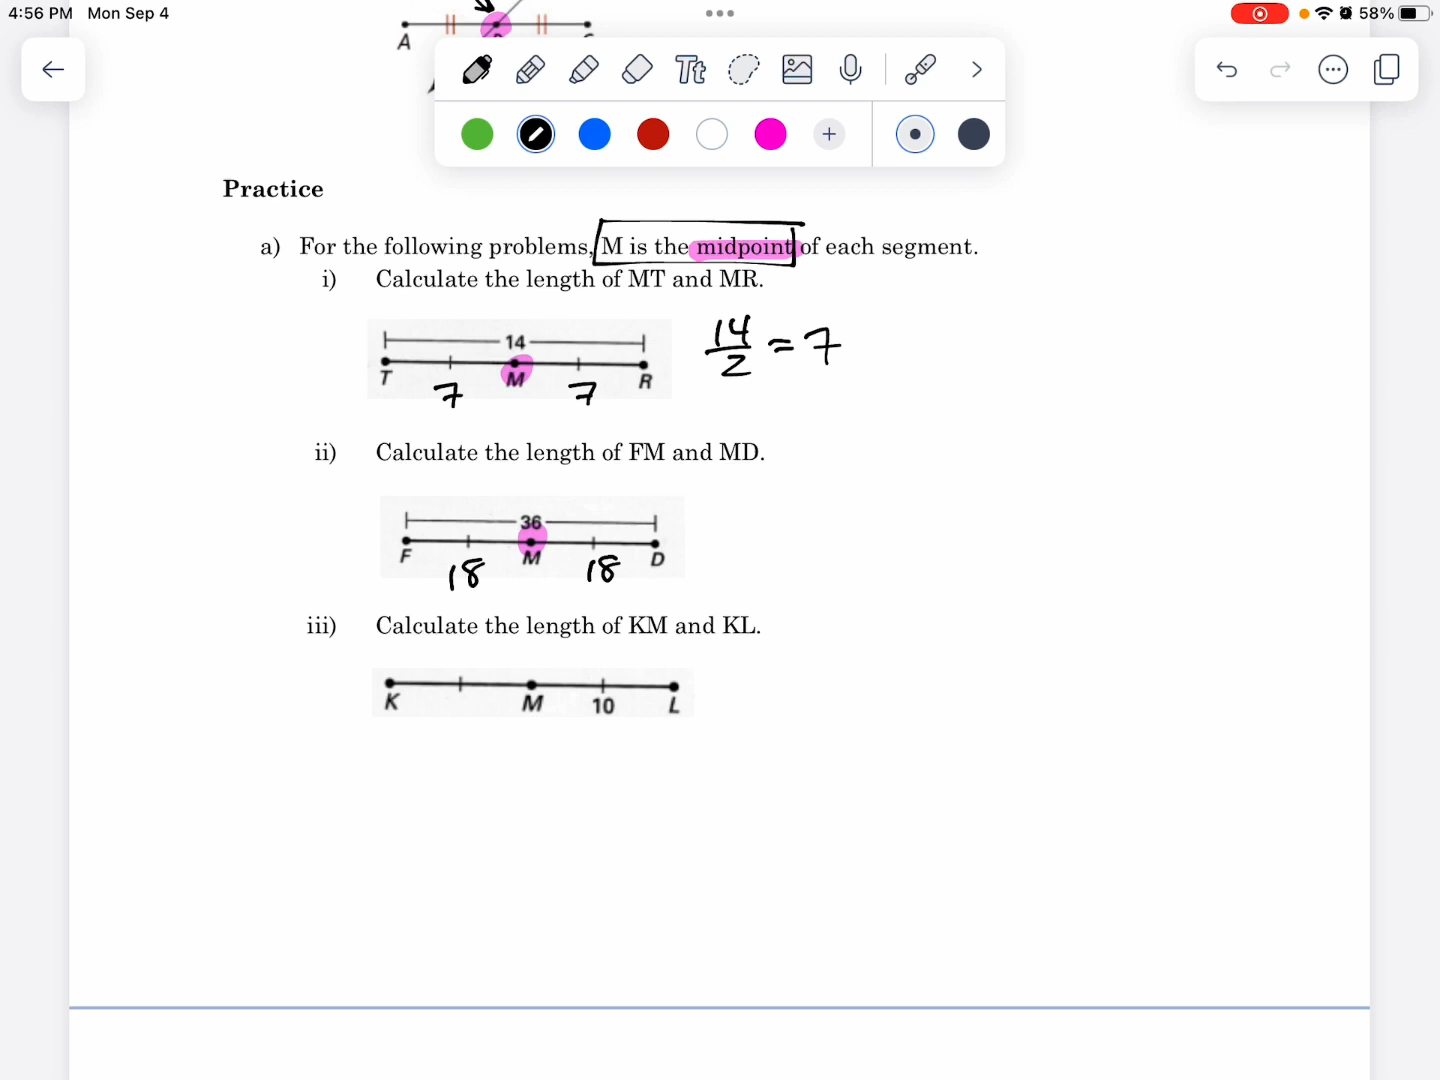 4:56 PM Mon Sep 4
58%
A
Tt
Practice
a) For the following problems, M is the midpoint of each segment.
i) Calculate the length of MT and MR.
14
T M R
7 7
14/2 = 7
ii) Calculate the length of FM and MD.
36
F M D
18 18
iii) Calculate the length of KM and KL.
K M 10 L